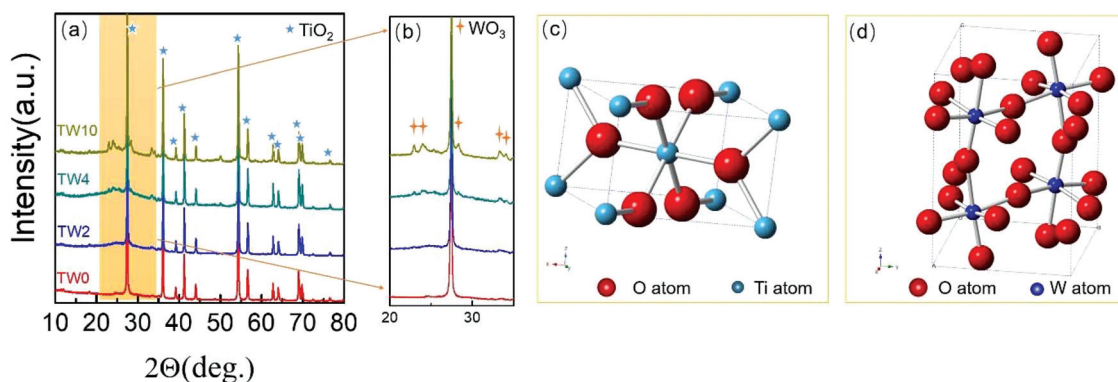 (a)
★ TiO₂
TW10
TW4
TW2
TW0
Intensity(a.u.)
10 20 30 40 50 60 70 80
2Θ(deg.)
(b)
WO₃
20 30
(c)
O atom Ti atom
(d)
O atom W atom